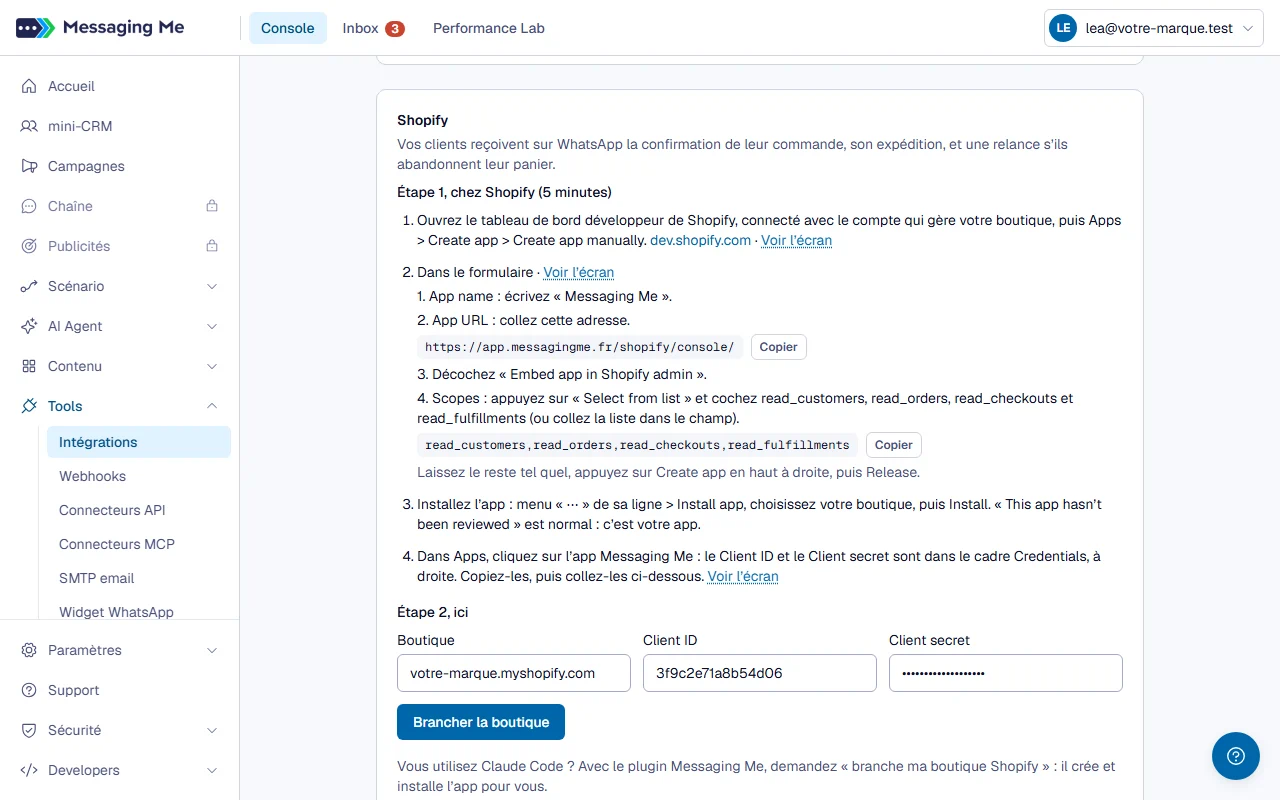 Messaging Me
Console
Inbox 3
Performance Lab
LE lea@votre-marque.test
Accueil
mini-CRM
Campagnes
Chaîne
Publicités
Scénario
AI Agent
Contenu
Tools
Intégrations
Webhooks
Connecteurs API
Connecteurs MCP
SMTP email
Widget WhatsApp
Paramètres
Support
Sécurité
Developers
Shopify
Vos clients reçoivent sur WhatsApp la confirmation de leur commande, son expédition, et une relance s’ils
abandonnent leur panier.
Étape 1, chez Shopify (5 minutes)
1. Ouvrez le tableau de bord développeur de Shopify, connecté avec le compte qui gère votre boutique, puis Apps
> Create app > Create app manually. dev.shopify.com · Voir l’écran
2. Dans le formulaire · Voir l’écran
1. App name : écrivez « Messaging Me ».
2. App URL : collez cette adresse.
https://app.messagingme.fr/shopify/console/ Copier
3. Décochez « Embed app in Shopify admin ».
4. Scopes : appuyez sur « Select from list » et cochez read_customers, read_orders, read_checkouts et
read_fulfillments (ou collez la liste dans le champ).
read_customers,read_orders,read_checkouts,read_fulfillments Copier
Laissez le reste tel quel, appuyez sur Create app en haut à droite, puis Release.
3. Installez l’app : menu « ··· » de sa ligne > Install app, choisissez votre boutique, puis Install. « This app hasn’t
been reviewed » est normal : c’est votre app.
4. Dans Apps, cliquez sur l’app Messaging Me : le Client ID et le Client secret sont dans le cadre Credentials, à
droite. Copiez-les, puis collez-les ci-dessous. Voir l’écran
Étape 2, ici
Boutique Client ID Client secret
votre-marque.myshopify.com 3f9c2e71a8b54d06 •••••••••••••••••••
Brancher la boutique
Vous utilisez Claude Code ? Avec le plugin Messaging Me, demandez « branche ma boutique Shopify » : il crée et
installe l’app pour vous.